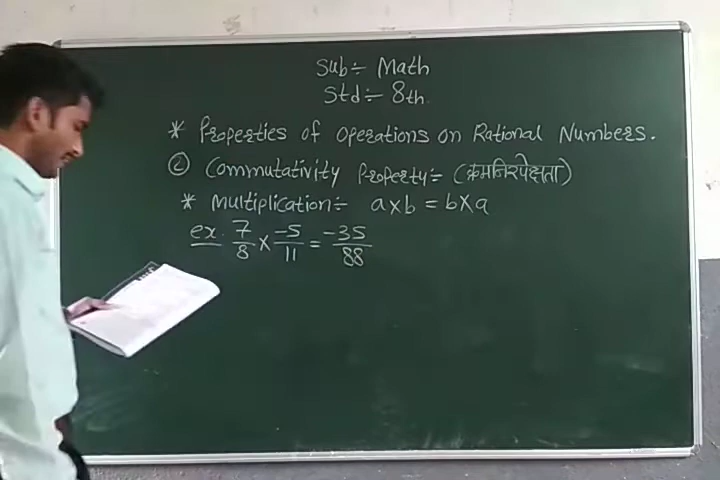 Sub÷ Math
Std÷ 8th.
* Properties of Operations on Rational Numbers.
② Commutativity Property÷ (क्रमनिरपेक्षता)
* Multiplication÷ a×b = b×a
ex. 7/8 × -5/11 = -35/88